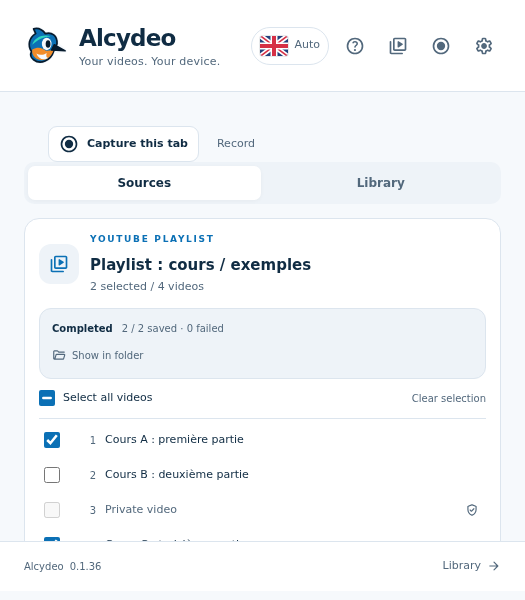 Alcydeo
Your videos. Your device.
Auto
Capture this tab
Record
Sources
Library
YOUTUBE PLAYLIST
Playlist : cours / exemples
2 selected / 4 videos
Completed 2 / 2 saved · 0 failed
Show in folder
Select all videos
Clear selection
1 Cours A : première partie
2 Cours B : deuxième partie
3 Private video
Alcydeo 0.1.36
Library